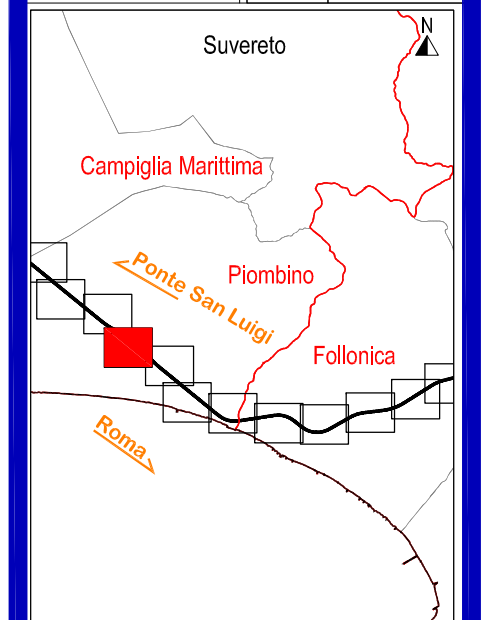 N
Suvereto
Campiglia Marittima
Ponte San Luigi
Piombino
Follonica
Roma